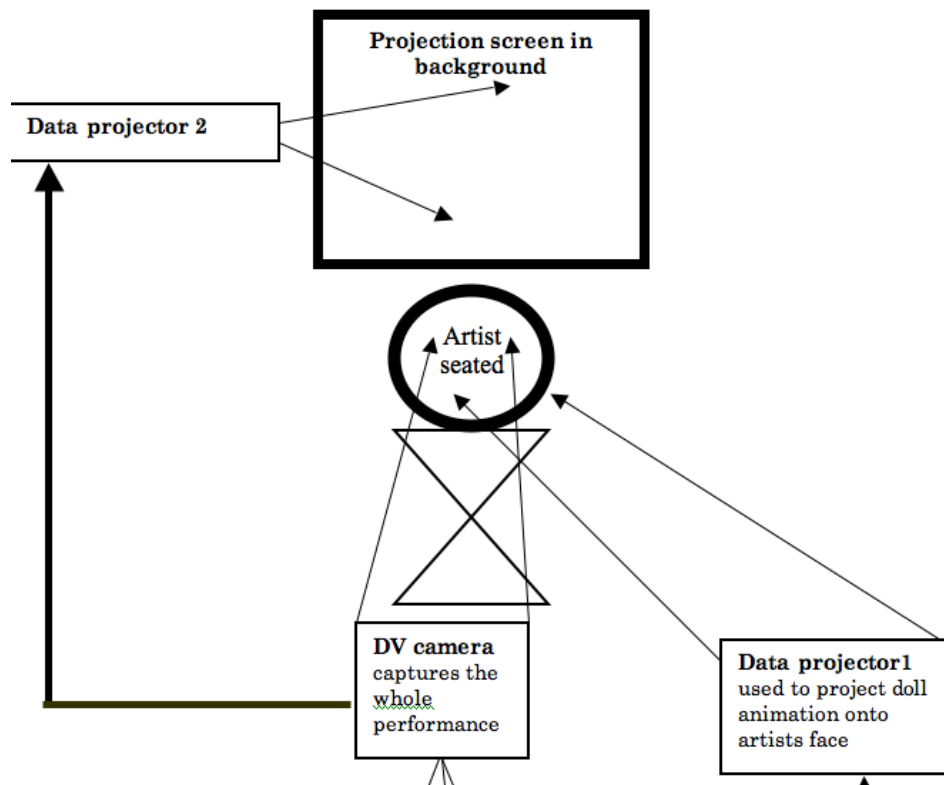 Projection screen in
background
Data projector 2
Artist
seated
DV camera
captures the
whole
performance
Data projector1
used to project doll
animation onto
artists face